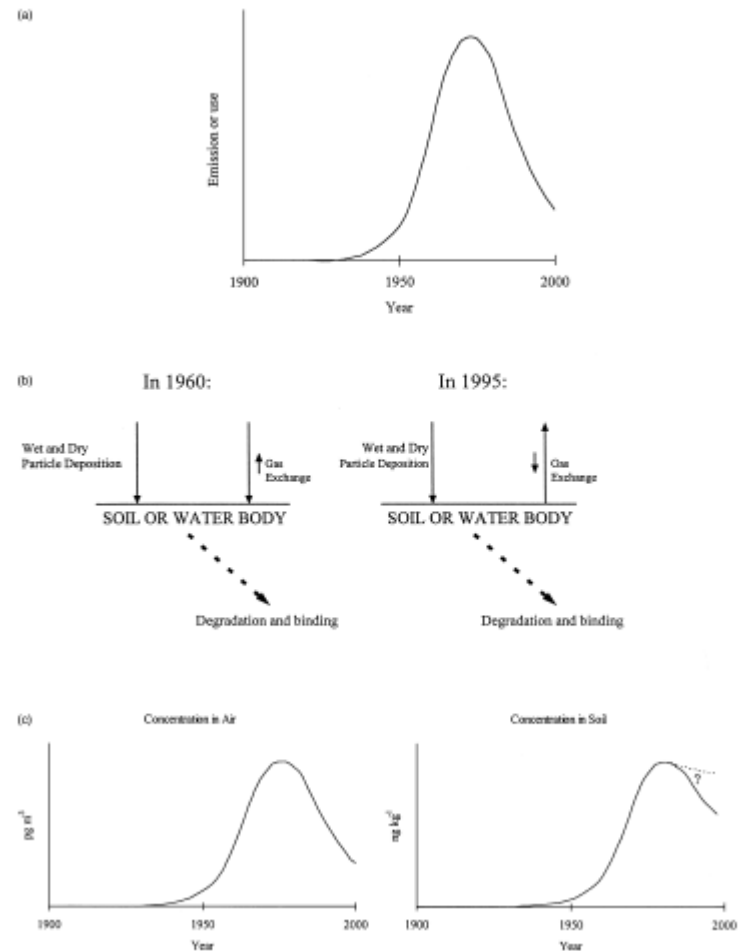 (a)
Emission or use
1900
1950
2000
Year
(b)
In 1960:
In 1995:
Wet and Dry
Particle Deposition
Gas
Exchange
SOIL OR WATER BODY
Degradation and binding
Wet and Dry
Particle Deposition
Gas
Exchange
SOIL OR WATER BODY
Degradation and binding
(c)
Concentration in Air
pg m⁻³
1900
1950
2000
Year
Concentration in Soil
ng kg⁻¹
?
1900
1950
2000
Year